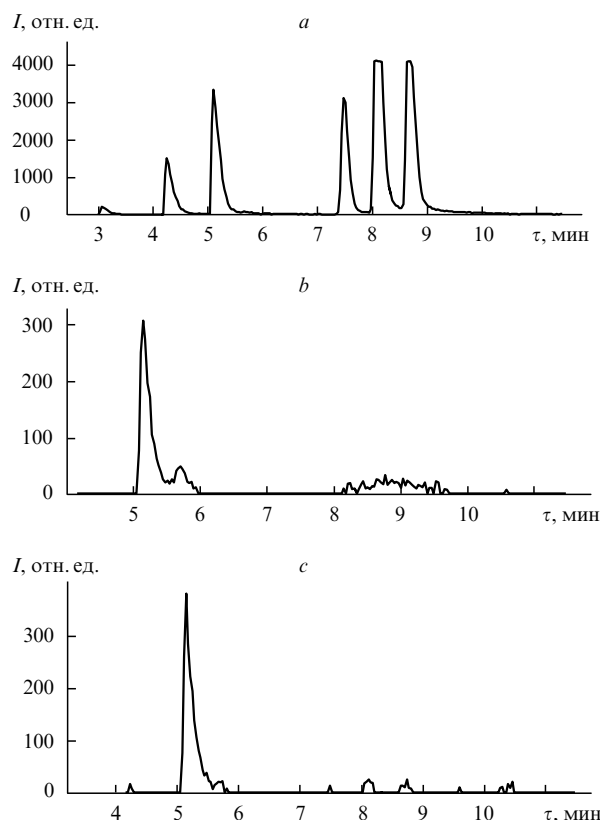 I, отн. ед. a
4000
3000
2000
1000
0
3 4 5 6 7 8 9 10 τ, мин
I, отн. ед. b
300
200
100
0
5 6 7 8 9 10 τ, мин
I, отн. ед. c
300
200
100
0
4 5 6 7 8 9 10 τ, мин